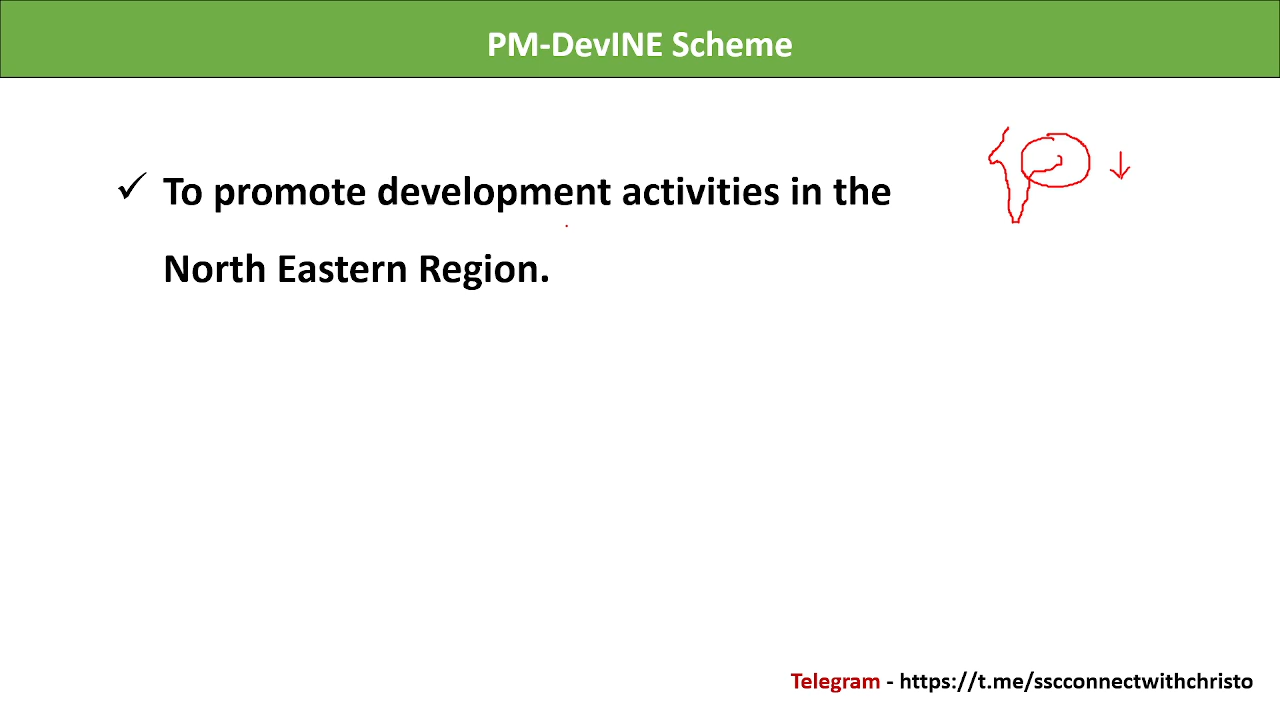 PM-DevINE Scheme
✓ To promote development activities in the
North Eastern Region.
Telegram - https://t.me/sscconnectwithchristo